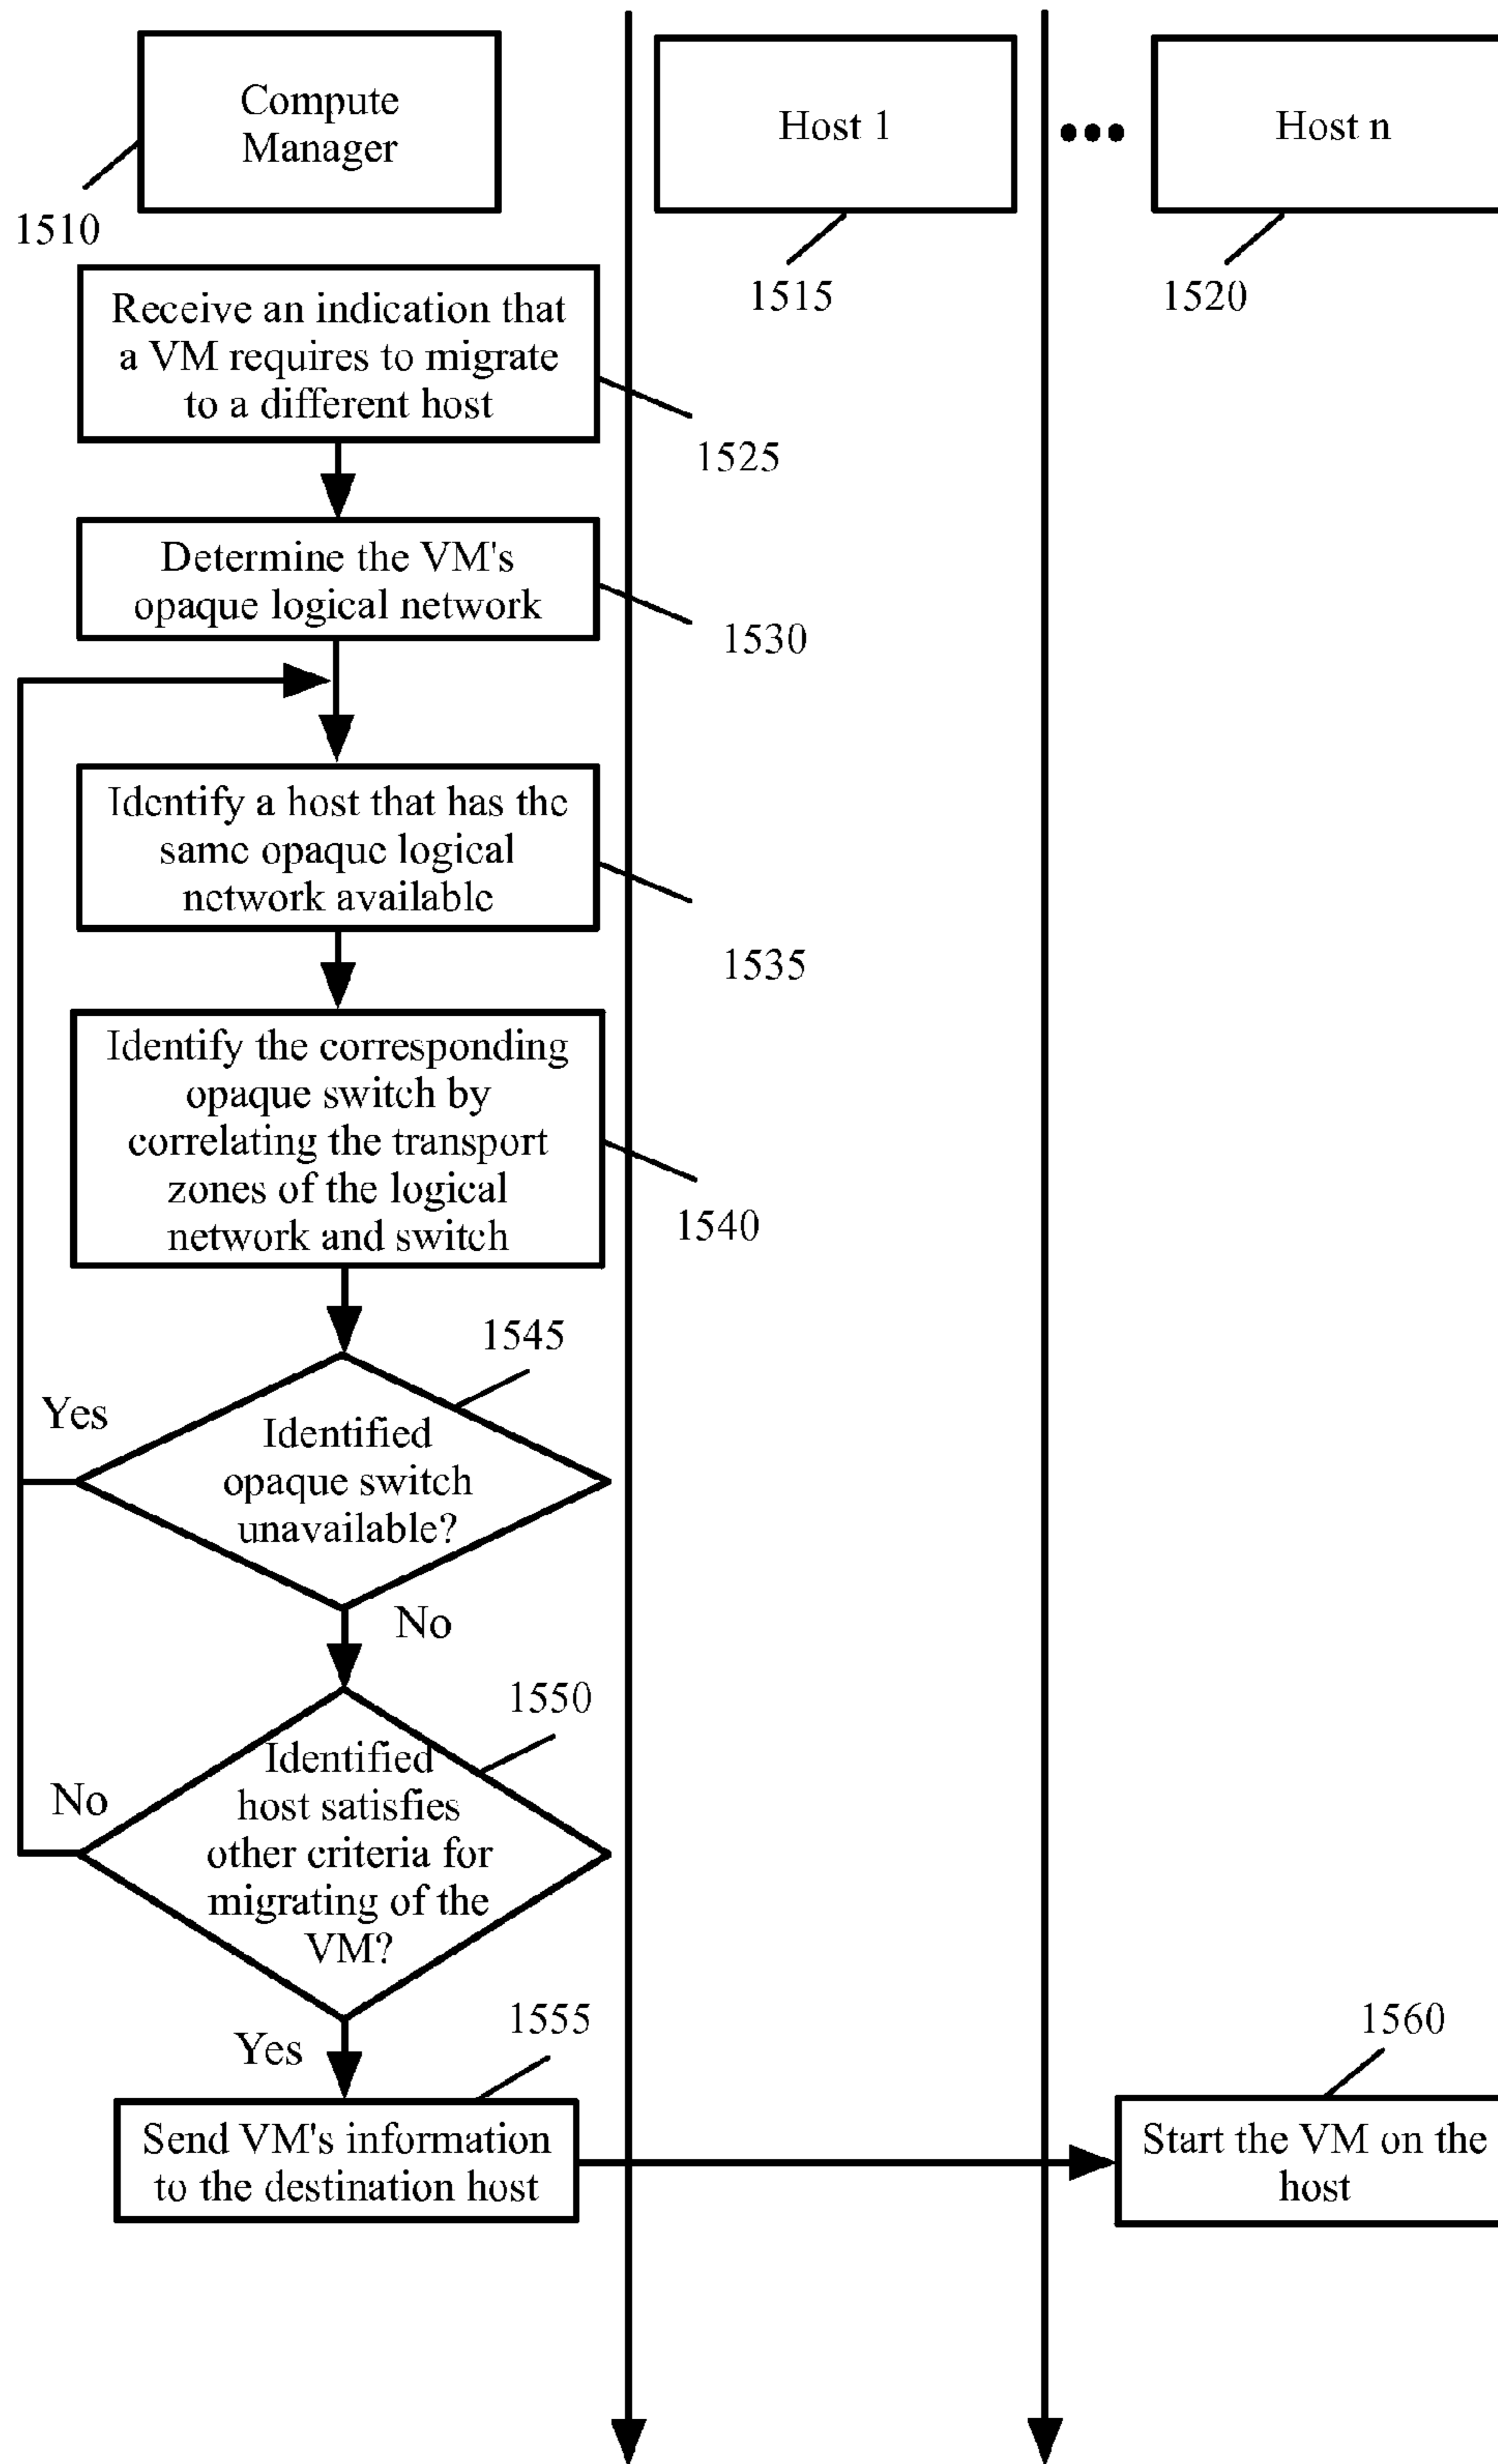 Compute
Manager
1510
Host 1
1515
Host n
1520
Receive an indication that
a VM requires to migrate
to a different host
1525
Determine the VM's
opaque logical network
1530
Identify a host that has the
same opaque logical
network available
1535
Identify the corresponding
opaque switch by
correlating the transport
zones of the logical
network and switch
1540
1545
Yes
Identified
opaque switch
unavailable?
No
1550
No
Identified
host satisfies
other criteria for
migrating of the
VM?
Yes
1555
Send VM's information
to the destination host
1560
Start the VM on the
host